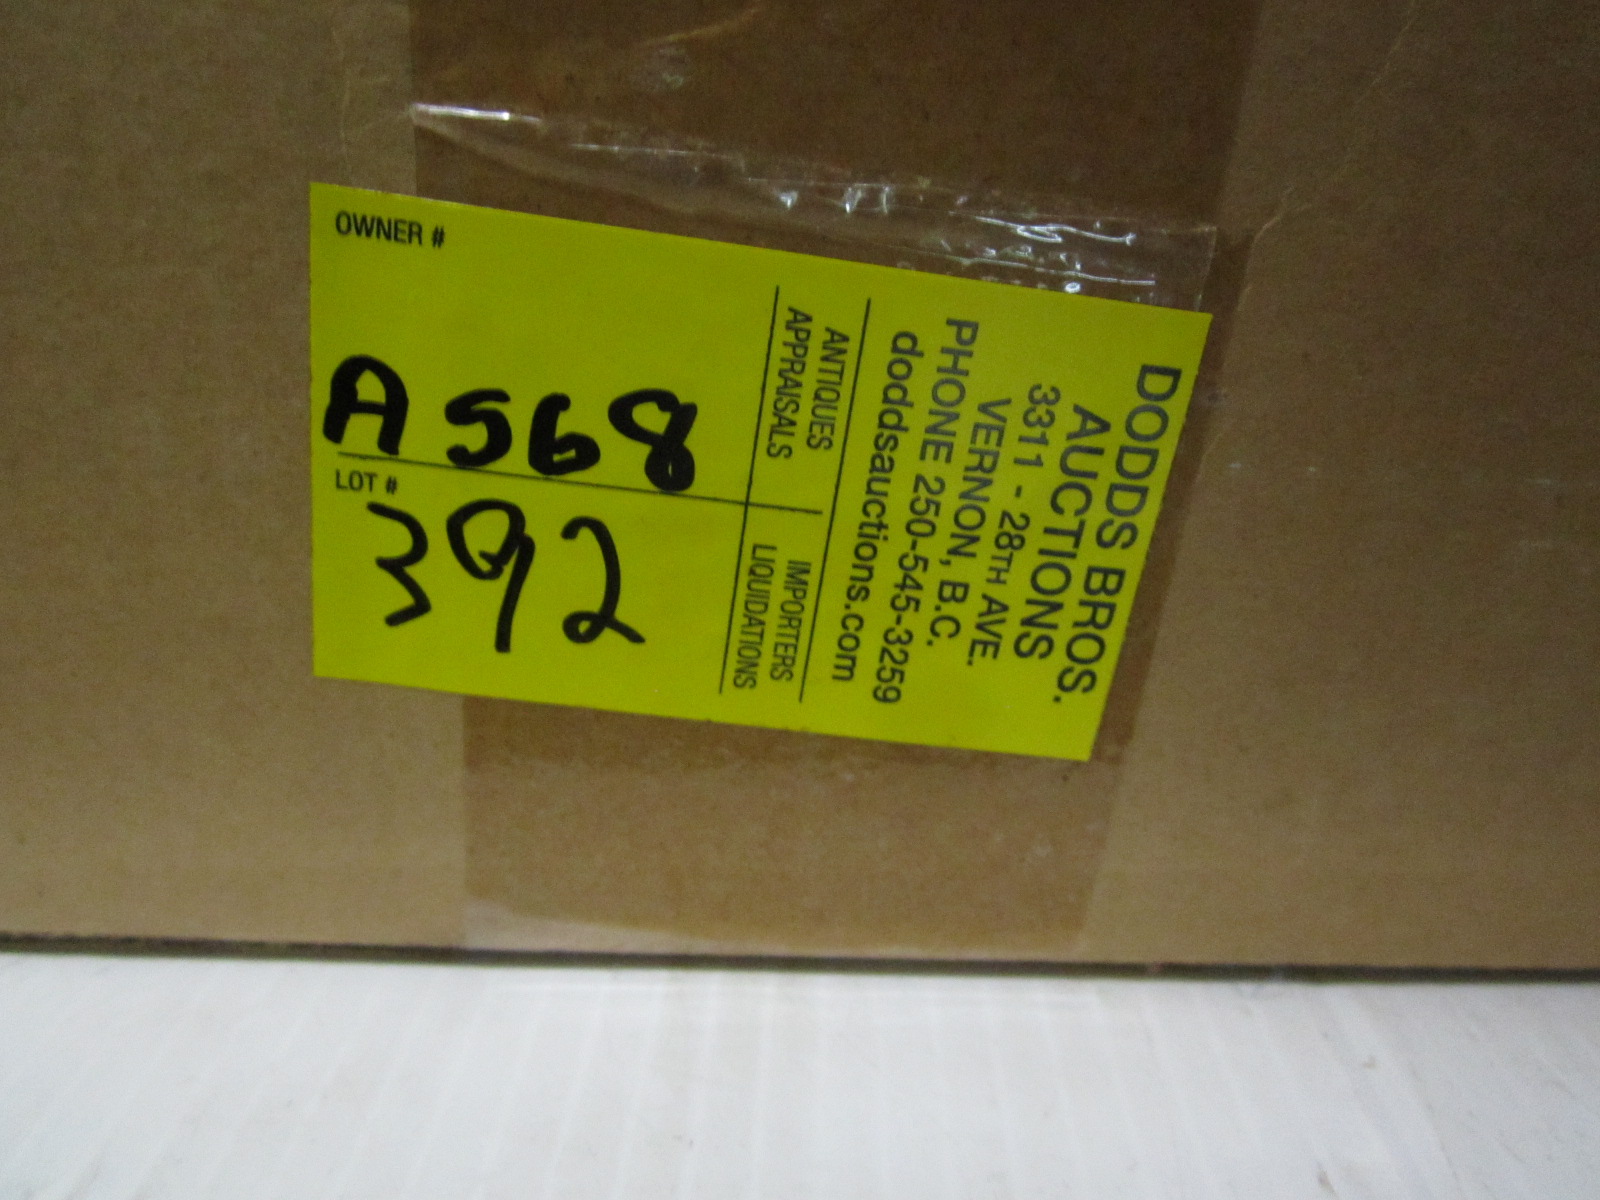 OWNER #
A 568
LOT #
392
DODDS BROS.
AUCTIONS
3311 - 28TH AVE.
VERNON, B.C.
PHONE 250-545-3259
doddsauctions.com
ANTIQUES
APPRAISALS
IMPORTERS
LIQUIDATIONS